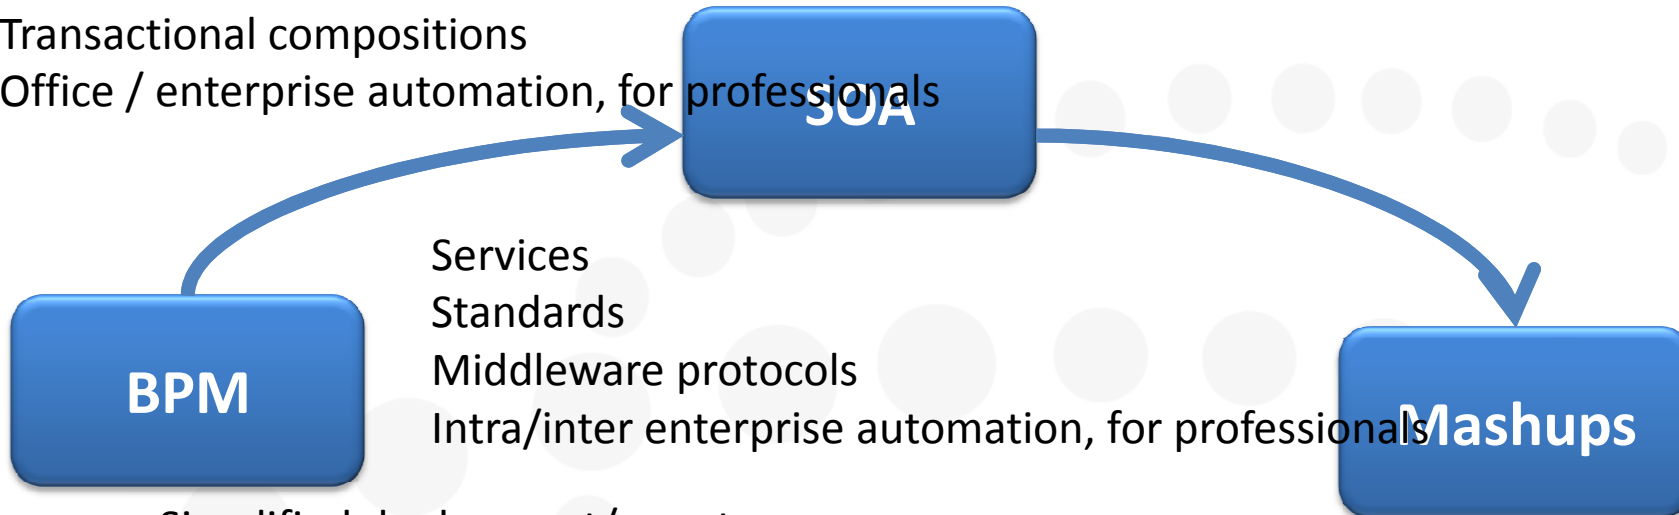 Transactional compositions
Office / enterprise automation, for professionals
SOA
Services
Standards
Middleware protocols
Intra/inter enterprise automation, for professionals
BPM
Mashups